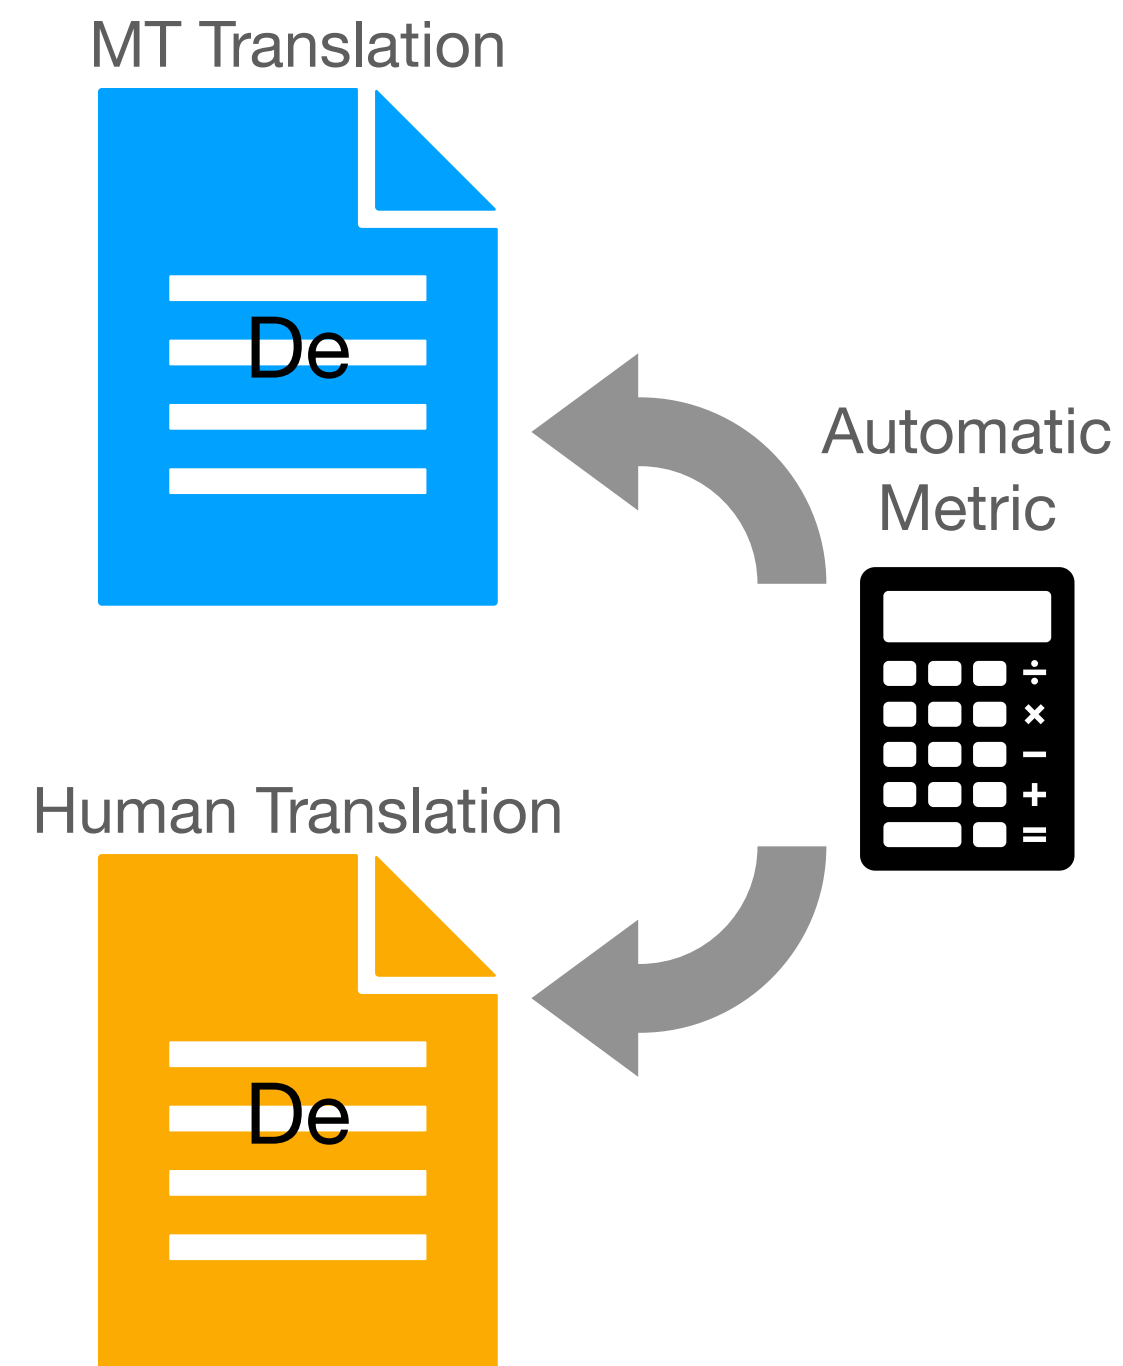 MT Translation
De
Automatic
Metric
÷
×
−
+
=
Human Translation
De